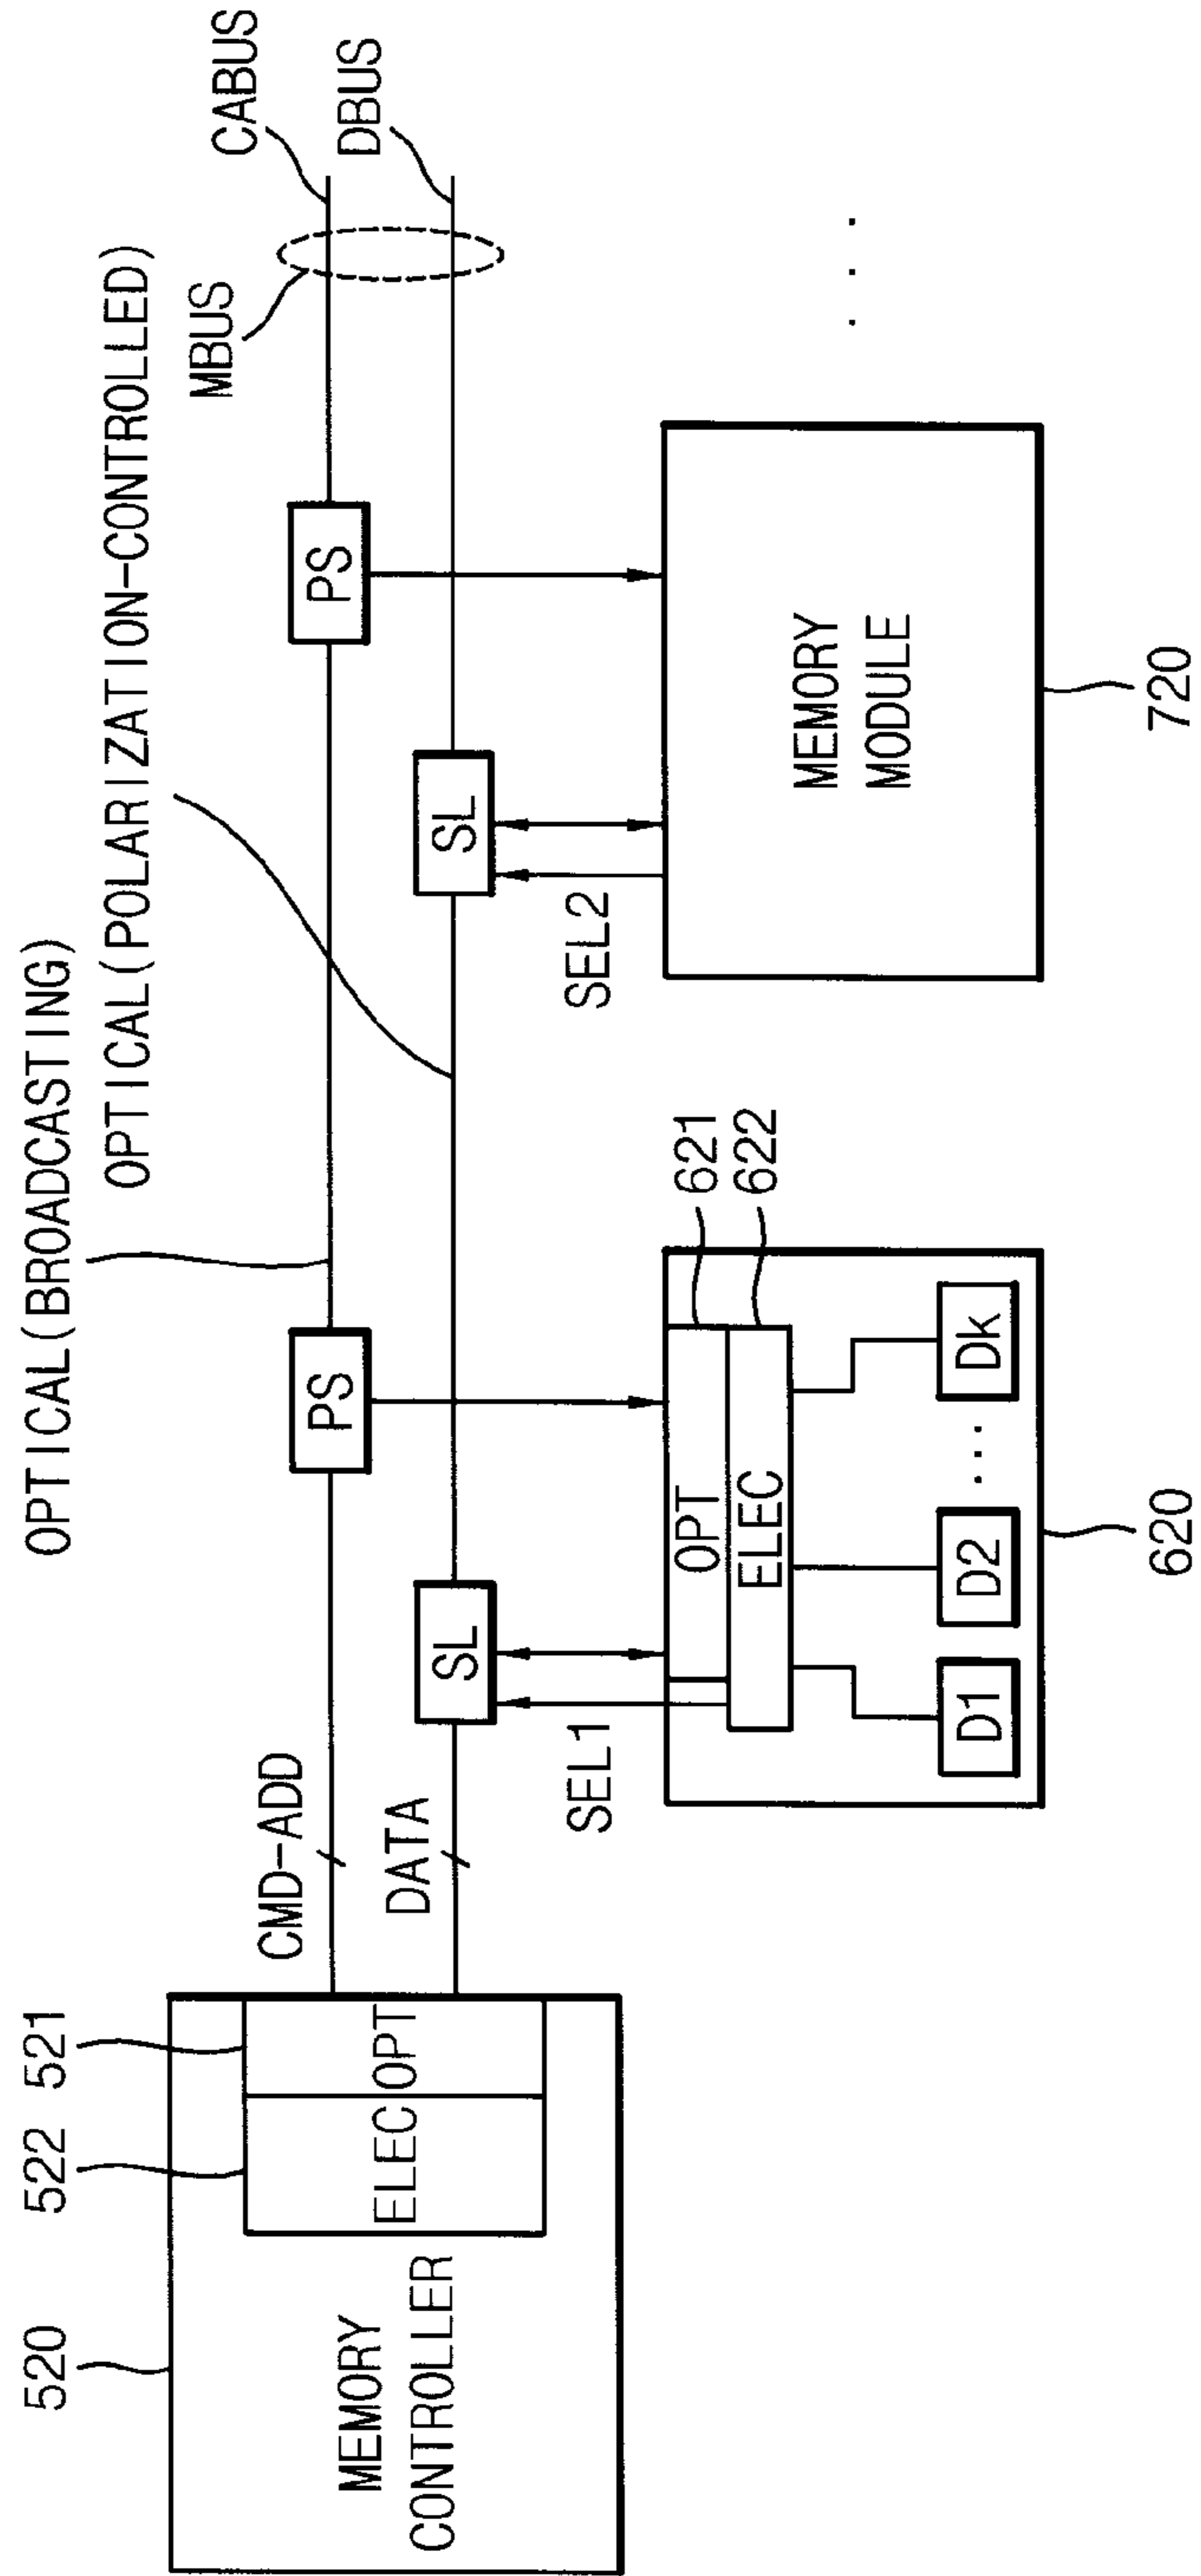 OPTICAL(BROADCASTING)
OPTICAL(POLARIZATION-CONTROLLED)
MBUS
CABUS
DBUS
520
522
521
MEMORY
CONTROLLER
ELEC
OPT
CMD-ADD
DATA
PS
PS
SL
SL
SEL1
SEL2
OPT
ELEC
621
622
D1
D2
...
Dk
620
MEMORY
MODULE
720
...